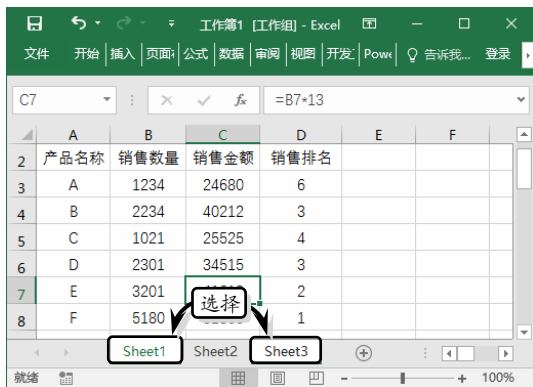 工作簿1 [工作组] - Excel
文件 开始 插入 页面 公式 数据 审阅 视图 开发 Powe 告诉我... 登录
C7 fx =B7*13
A B C D E F
2 产品名称 销售数量 销售金额 销售排名
3 A 1234 24680 6
4 B 2234 40212 3
5 C 1021 25525 4
6 D 2301 34515 3
7 E 3201 2
选择
8 F 5180 1
Sheet1 Sheet2 Sheet3
就绪 100%